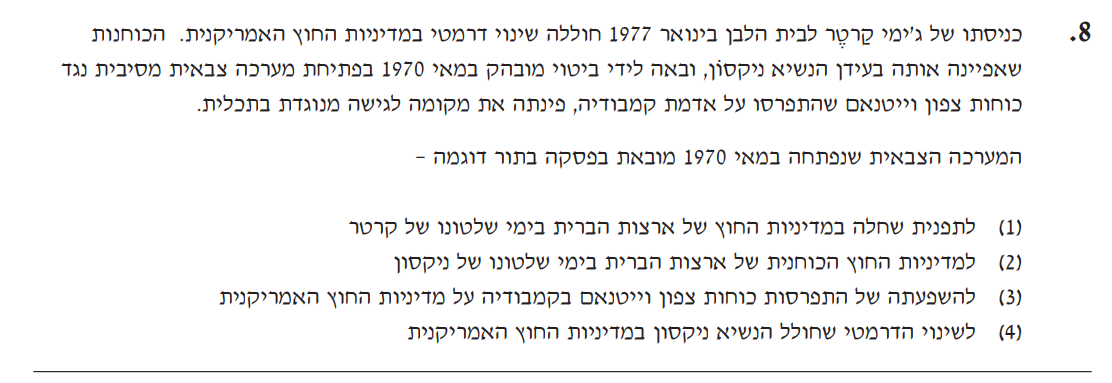 8. כניסתו של ג'ימי קַרטֶר לבית הלבן בינואר 1977 חוללה שינוי דרמטי במדיניות החוץ האמריקנית. הכוחנות
שאפיינה אותה בעידן הנשיא ניקסוֹן, ובאה לידי ביטוי מובהק במאי 1970 בפתיחת מערכה צבאית מסיבית נגד
כוחות צפון וייטנאם שהתפרסו על אדמת קמבודיה, פינתה את מקומה לגישה מנוגדת בתכלית.
המערכה הצבאית שנפתחה במאי 1970 מובאת בפסקה בתור דוגמה –
(1) לתפנית שחלה במדיניות החוץ של ארצות הברית בימי שלטונו של קרטר
(2) למדיניות החוץ הכוחנית של ארצות הברית בימי שלטונו של ניקסון
(3) להשפעתה של התפרסות כוחות צפון וייטנאם בקמבודיה על מדיניות החוץ האמריקנית
(4) לשינוי הדרמטי שחולל הנשיא ניקסון במדיניות החוץ האמריקנית